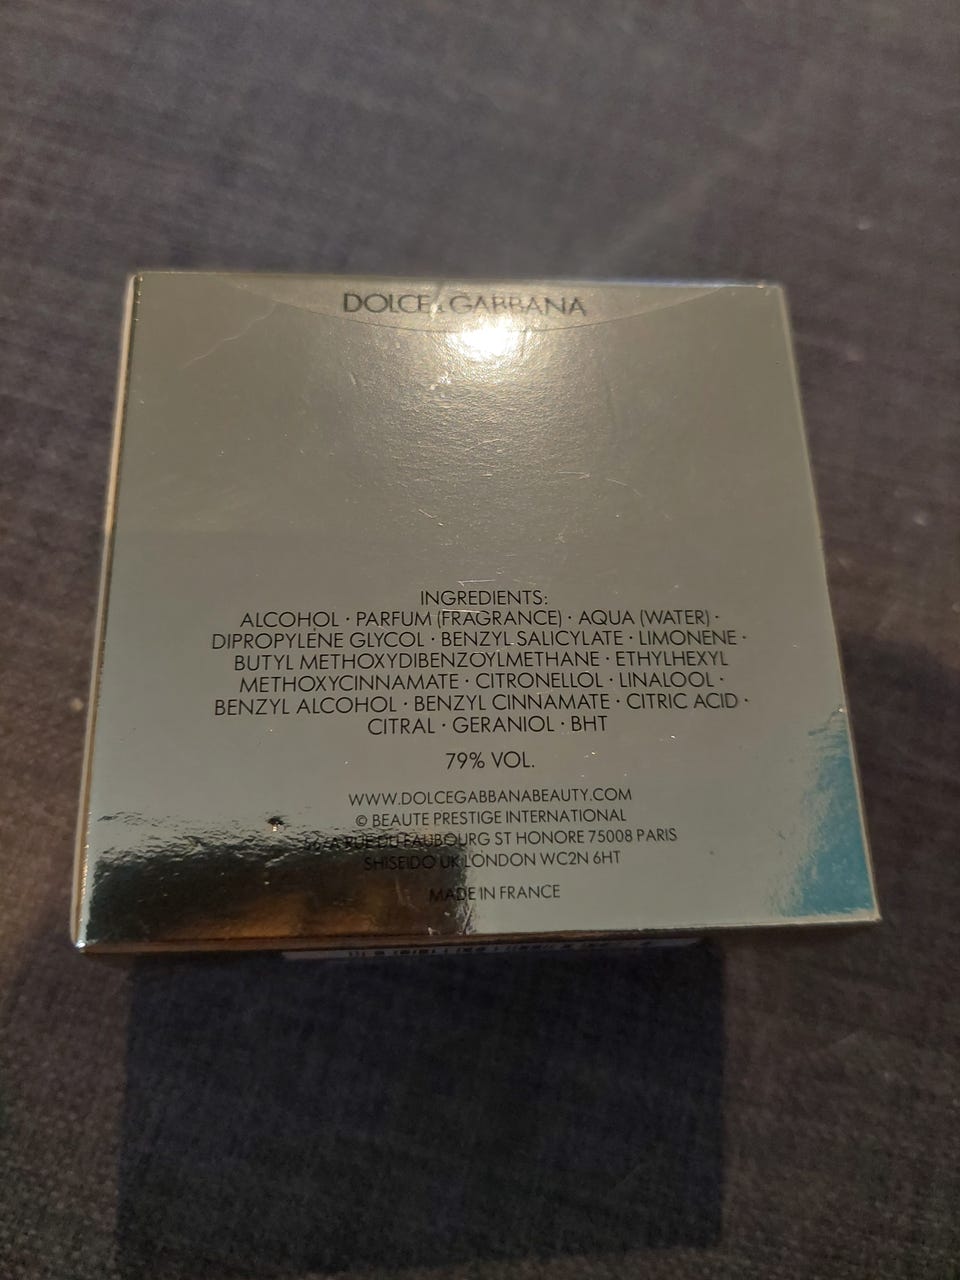 DOLCE&GABBANA
INGREDIENTS:
ALCOHOL · PARFUM (FRAGRANCE) · AQUA (WATER) ·
DIPROPYLENE GLYCOL · BENZYL SALICYLATE · LIMONENE ·
BUTYL METHOXYDIBENZOYLMETHANE · ETHYLHEXYL
METHOXYCINNAMATE · CITRONELLOL · LINALOOL ·
BENZYL ALCOHOL · BENZYL CINNAMATE · CITRIC ACID ·
CITRAL · GERANIOL · BHT
79% VOL.
WWW.DOLCEGABBANABEAUTY.COM
© BEAUTE PRESTIGE INTERNATIONAL
RUE DU FAUBOURG ST HONORE 75008 PARIS
SHISEIDO UK LONDON WC2N 6HT
MADE IN FRANCE